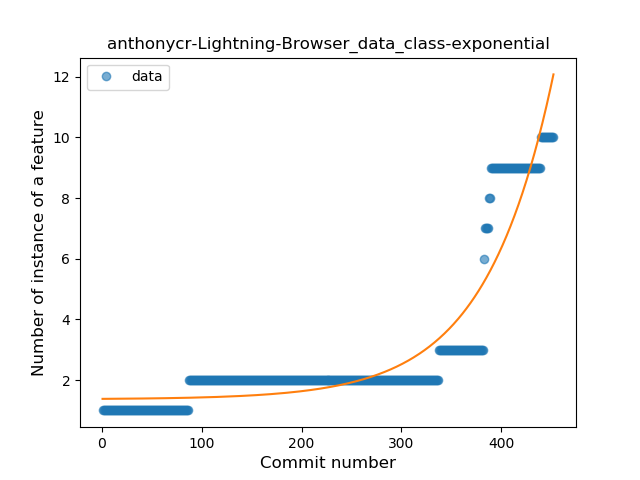 anthonycr-Lightning-Browser_data_class-exponential
data
Number of instance of a feature
12
10
8
6
4
2
0
100
200
300
400
Commit number